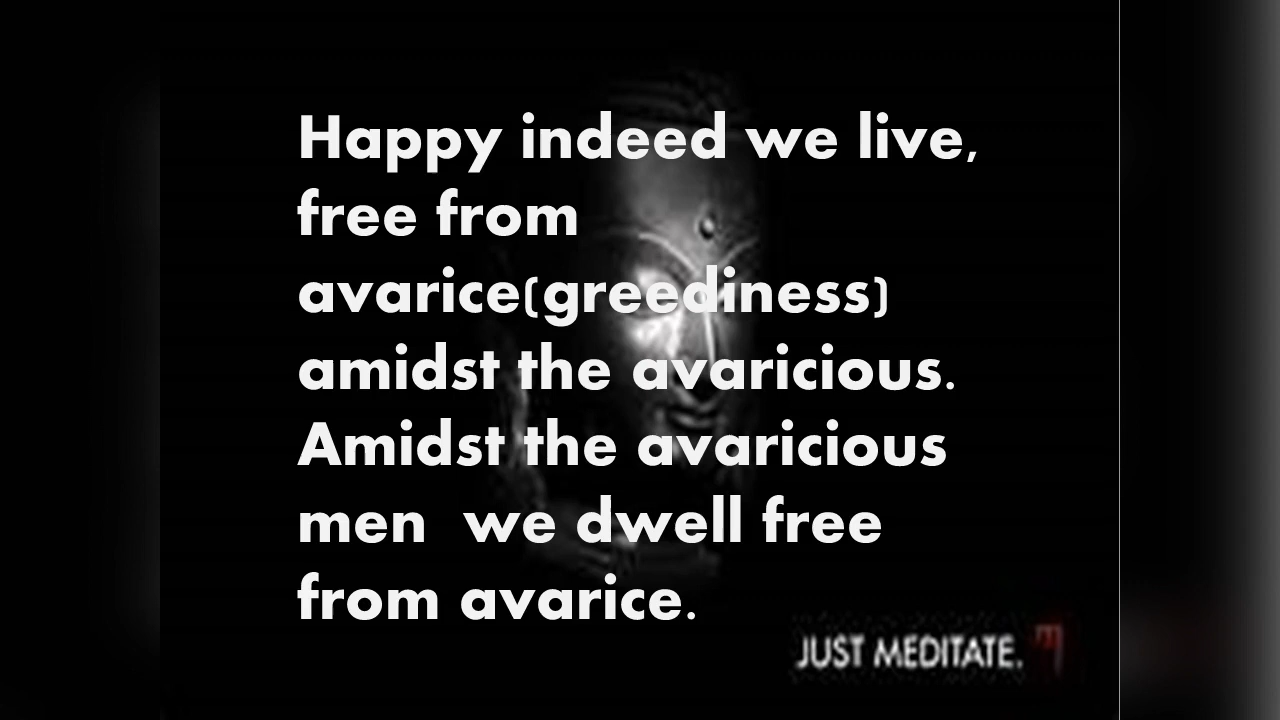 Happy indeed we live,
free from
avarice(greediness)
amidst the avaricious.
Amidst the avaricious
men  we dwell free
from avarice.
JUST MEDITATE.